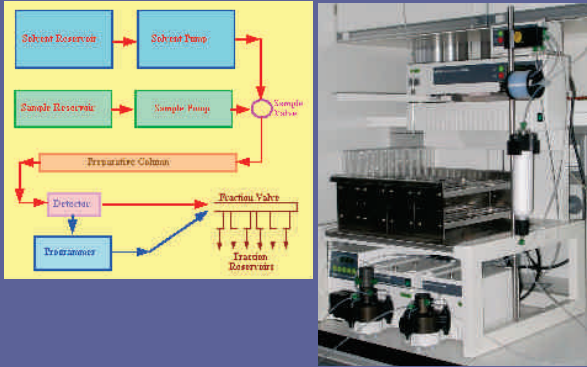 Solvent Reservoir
Solvent Pump
Sample Reservoir
Sample Pump
Sample
Valve
Preparative Column
Detector
Fraction Valve
Programmer
Fraction
Reservoirs